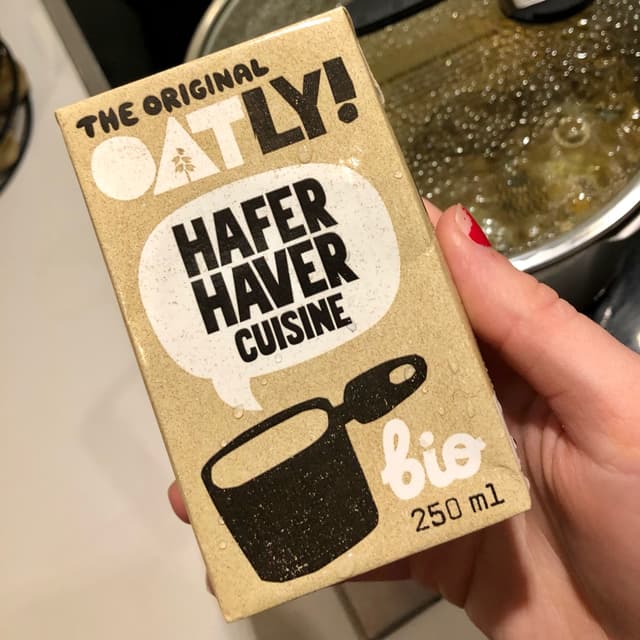 THE ORIGINAL
OATLY!
HAFER
HAVER
CUISINE
bio
250 ml